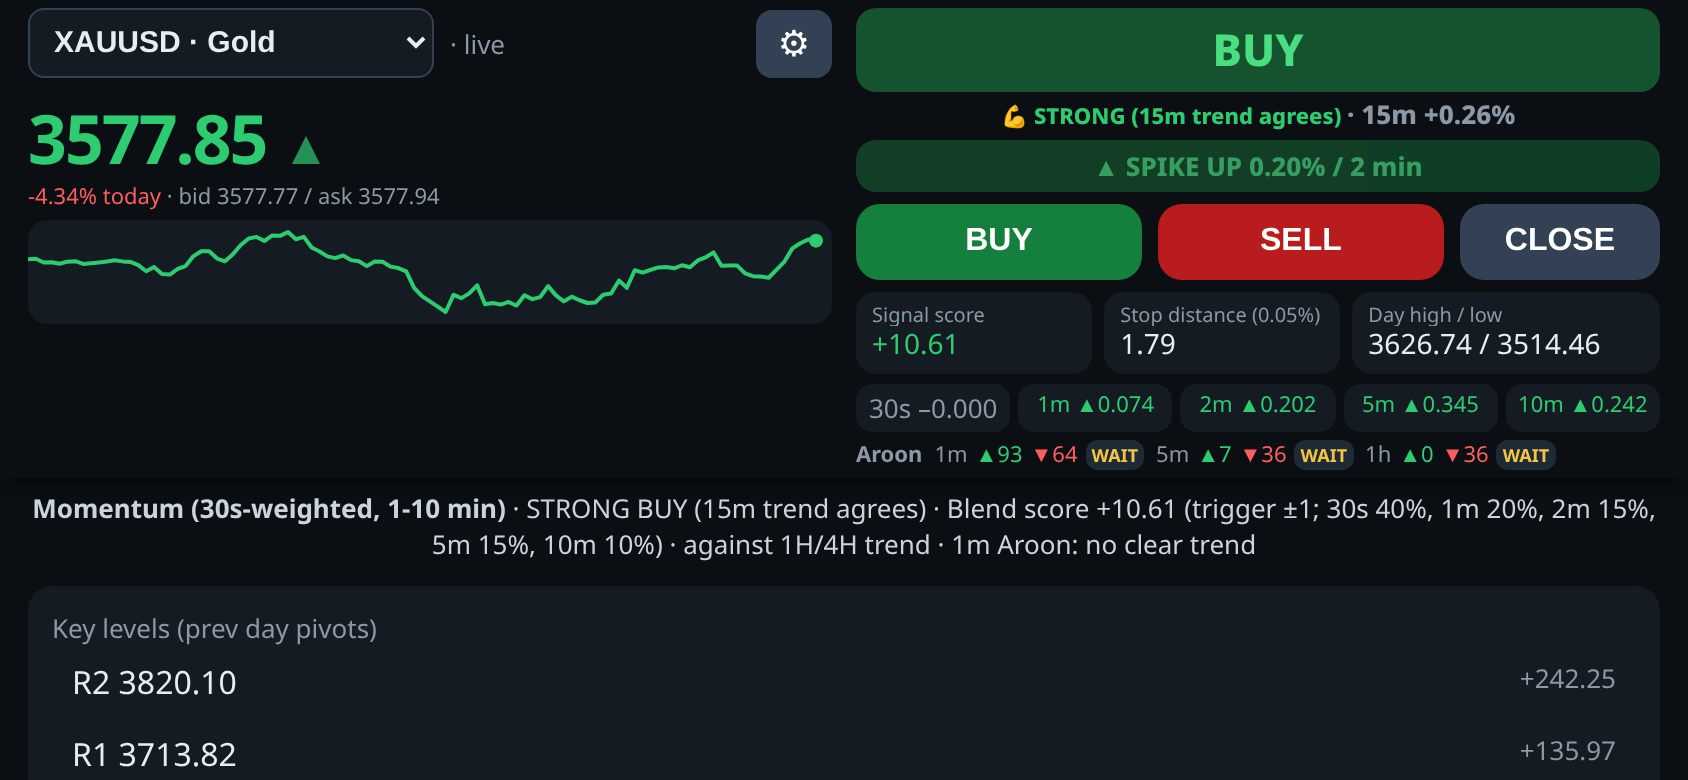 XAUUSD · Gold
· live
⚙
3577.85 ▲
-4.34% today · bid 3577.77 / ask 3577.94
BUY
💪 STRONG (15m trend agrees) · 15m +0.26%
▲ SPIKE UP 0.20% / 2 min
BUY
SELL
CLOSE
Signal score
+10.61
Stop distance (0.05%)
1.79
Day high / low
3626.74 / 3514.46
30s –0.000
1m ▲0.074
2m ▲0.202
5m ▲0.345
10m ▲0.242
Aroon 1m ▲93 ▼64 WAIT 5m ▲7 ▼36 WAIT 1h ▲0 ▼36 WAIT
Momentum (30s-weighted, 1-10 min) · STRONG BUY (15m trend agrees) · Blend score +10.61 (trigger ±1; 30s 40%, 1m 20%, 2m 15%,
5m 15%, 10m 10%) · against 1H/4H trend · 1m Aroon: no clear trend
Key levels (prev day pivots)
R2 3820.10 +242.25
R1 3713.82 +135.97